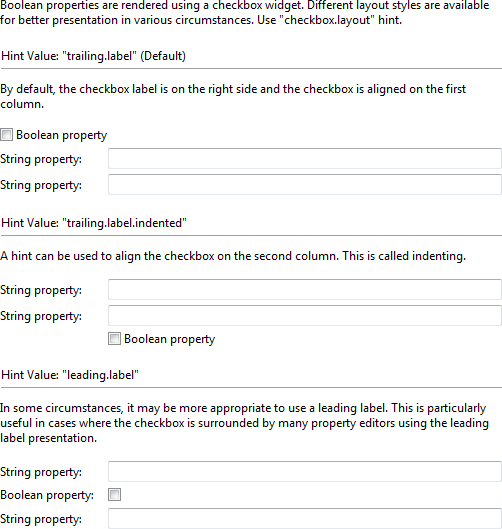 Boolean properties are rendered using a checkbox widget. Different layout styles are available
for better presentation in various circumstances. Use "checkbox.layout" hint.
Hint Value: "trailing.label" (Default)
By default, the checkbox label is on the right side and the checkbox is aligned on the first
column.
Boolean property
String property:
String property:
Hint Value: "trailing.label.indented"
A hint can be used to align the checkbox on the second column. This is called indenting.
String property:
String property:
Boolean property
Hint Value: "leading.label"
In some circumstances, it may be more appropriate to use a leading label. This is particularly
useful in cases where the checkbox is surrounded by many property editors using the leading
label presentation.
String property:
Boolean property:
String property: